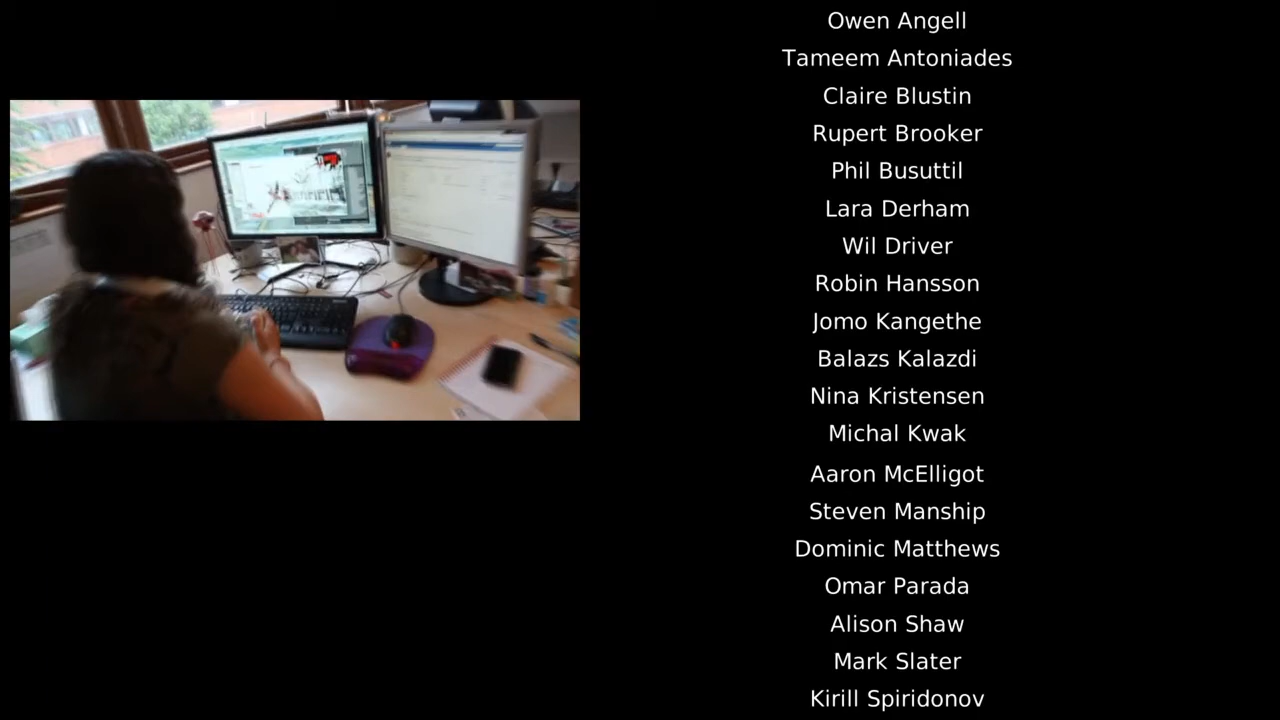 Owen Angell
Tameem Antoniades
Claire Blustin
Rupert Brooker
Phil Busuttil
Lara Derham
Wil Driver
Robin Hansson
Jomo Kangethe
Balazs Kalazdi
Nina Kristensen
Michal Kwak
Aaron McElligot
Steven Manship
Dominic Matthews
Omar Parada
Alison Shaw
Mark Slater
Kirill Spiridonov